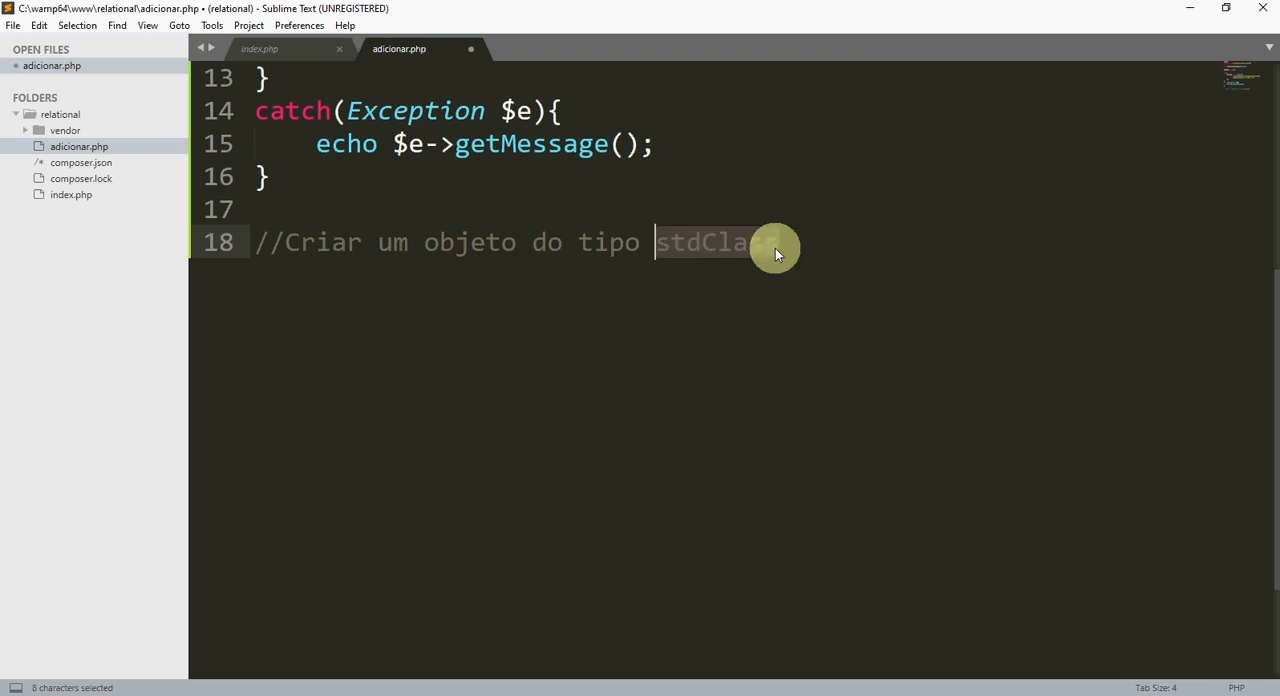 C:\wamp64\www\relational\adicionar.php • (relational) - Sublime Text (UNREGISTERED)
File Edit Selection Find View Goto Tools Project Preferences Help
OPEN FILES
adicionar.php
FOLDERS
relational
vendor
adicionar.php
/* composer.json
composer.lock
index.php
index.php × adicionar.php
13 }
14 catch(Exception $e){
15 echo $e->getMessage();
16 }
17
18 //Criar um objeto do tipo stdClass
8 characters selected
Tab Size: 4 PHP